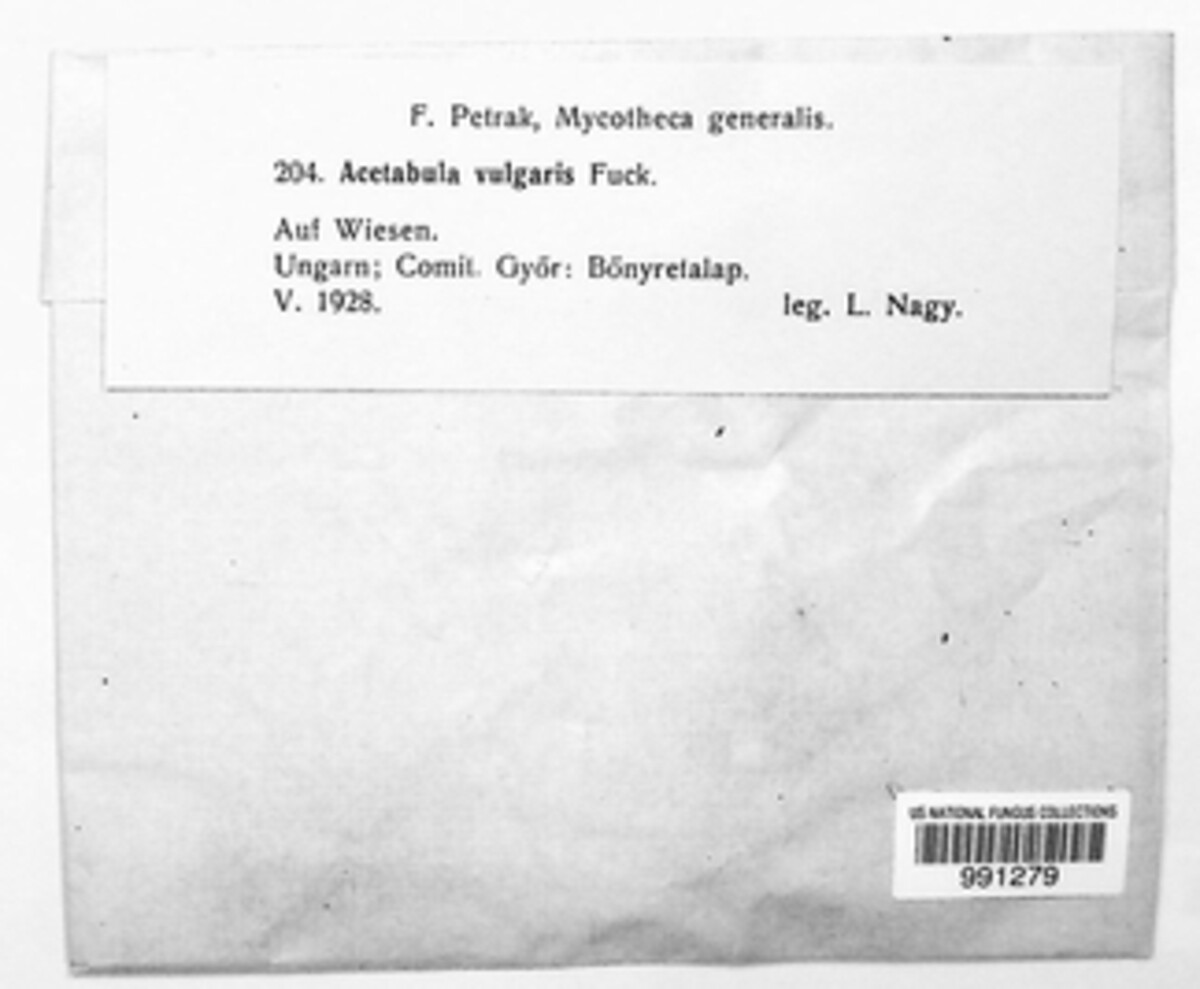 F. Petrak, Mycotheca generalis.
204. Acetabula vulgaris Fuck.
Auf Wiesen.
Ungarn; Comit. Győr: Bőnyretalap.
V. 1928. leg. L. Nagy.
US NATIONAL FUNGUS COLLECTIONS
991279